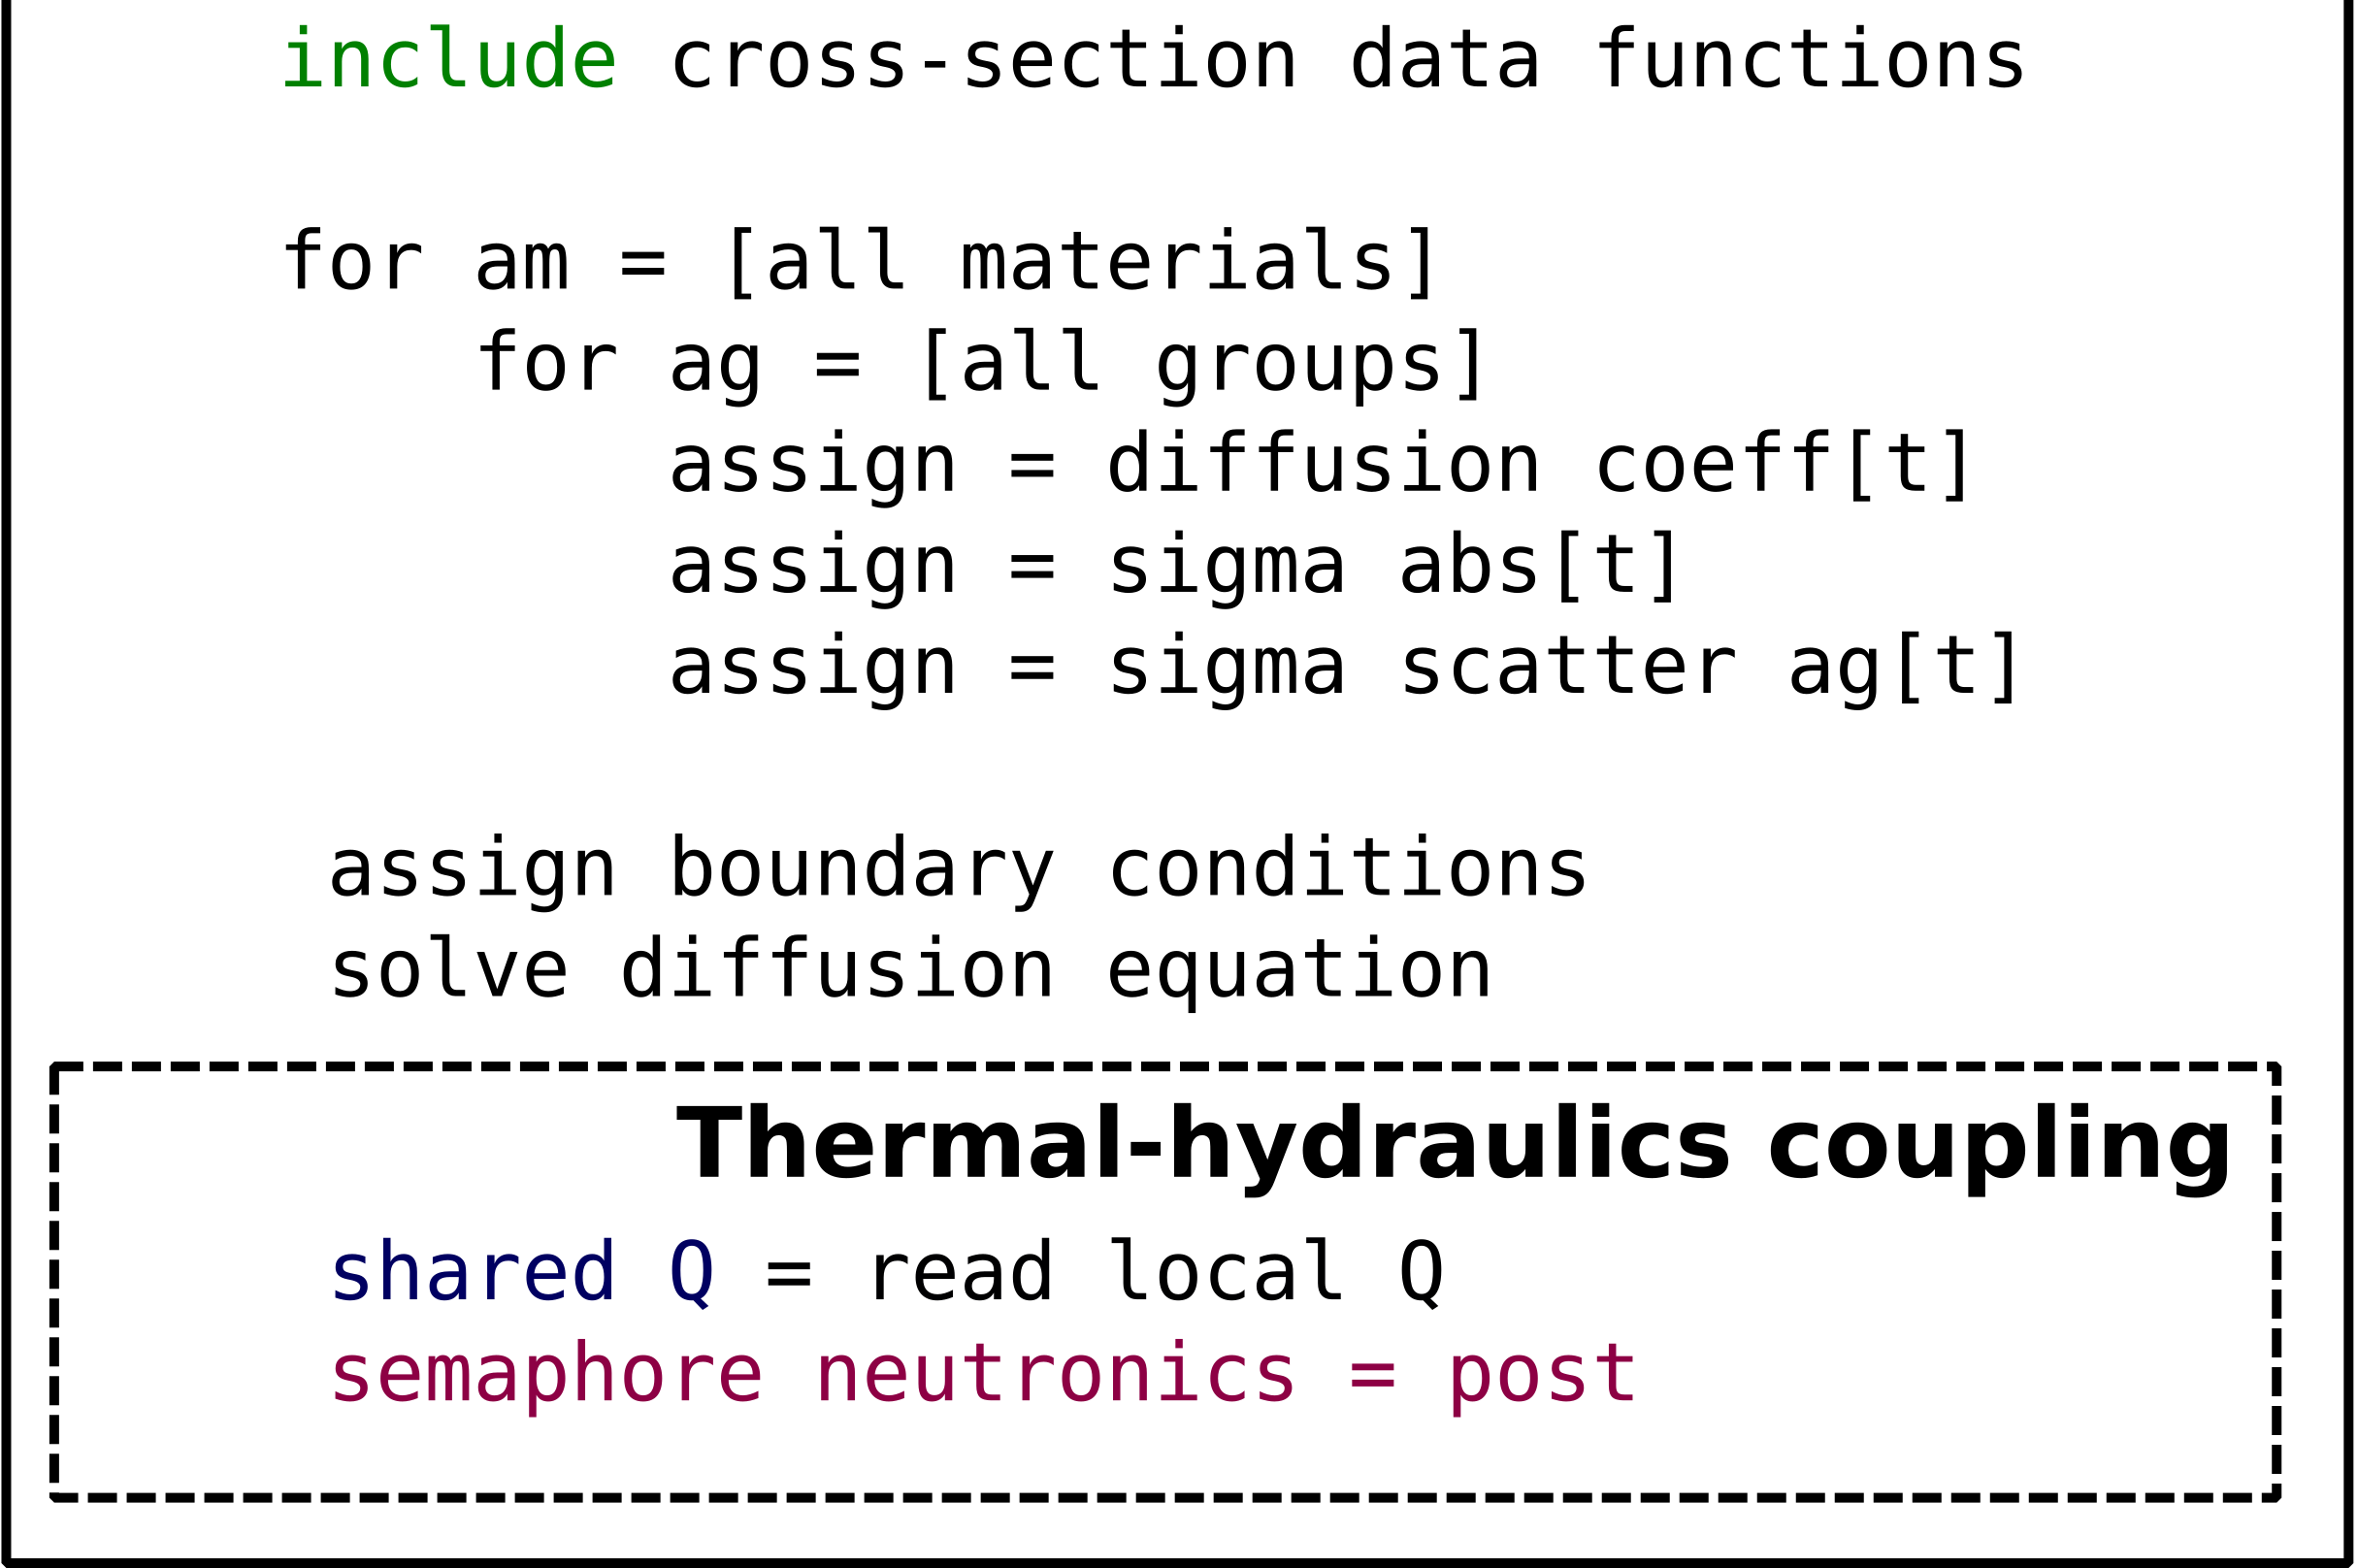 include cross-section data functions
for am = [all materials]
for ag = [all groups]
assign = diffusion coeff[t]
assign = sigma abs[t]
assign = sigma scatter ag[t]
assign boundary conditions
solve diffusion equation
Thermal-hydraulics coupling
shared Q = read local Q
semaphore neutronics = post